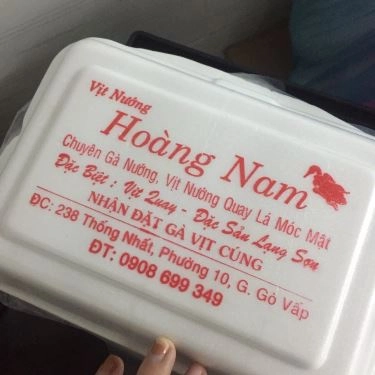 Vịt Nướng
Hoàng Nam
Chuyên Gà Nướng, Vịt Nướng Quay Lá Móc Mật
Đặc Biệt : Vịt Quay - Đặc Sản Lạng Sơn
NHẬN ĐẶT GÀ VỊT CÚNG
ĐC: 238 Thống Nhất, Phường 10, G. Gò Vấp
ĐT: 0908 699 349